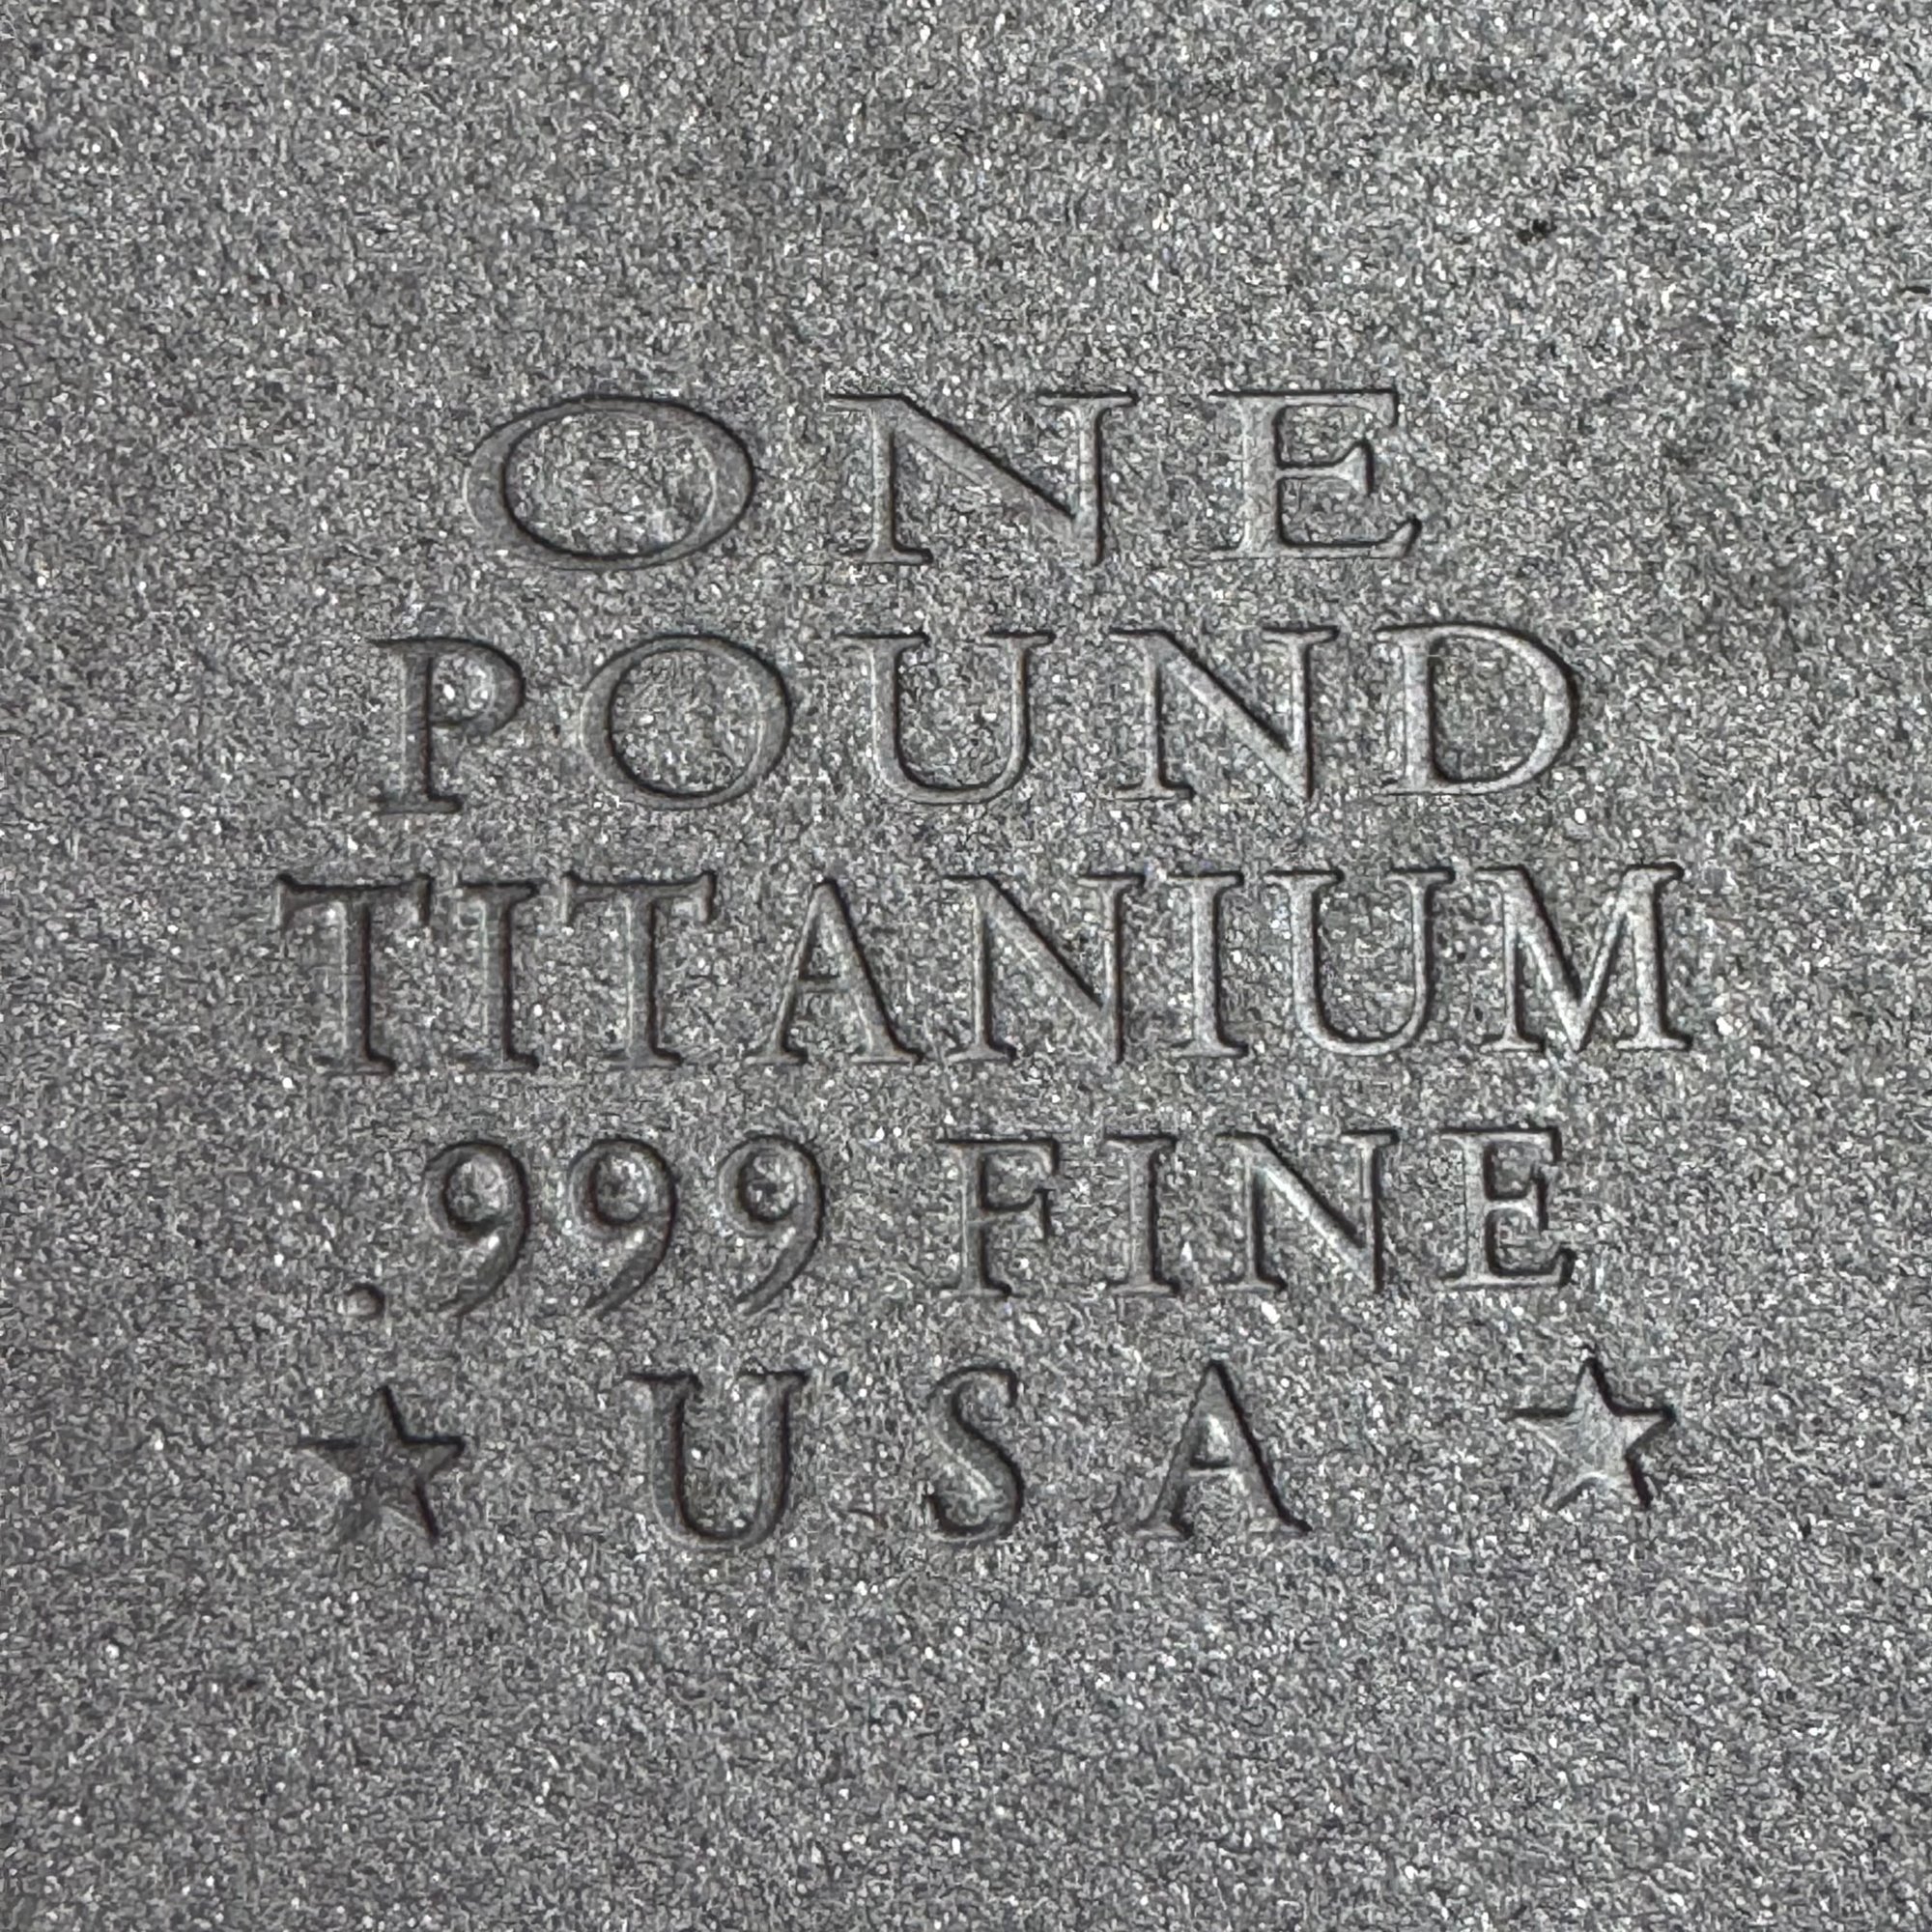 ONE
POUND
TITANIUM
.999 FINE
★ USA ★